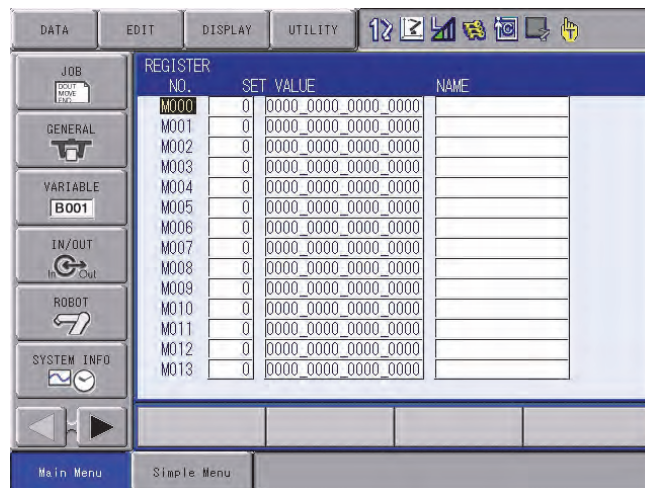 DATA EDIT DISPLAY UTILITY 12
JOB
DOUT
MOVE
END
GENERAL
VARIABLE
B001
IN/OUT
In Out
ROBOT
SYSTEM INFO
REGISTER
NO. SET VALUE NAME
M000 0 0000_0000_0000_0000
M001 0 0000_0000_0000_0000
M002 0 0000_0000_0000_0000
M003 0 0000_0000_0000_0000
M004 0 0000_0000_0000_0000
M005 0 0000_0000_0000_0000
M006 0 0000_0000_0000_0000
M007 0 0000_0000_0000_0000
M008 0 0000_0000_0000_0000
M009 0 0000_0000_0000_0000
M010 0 0000_0000_0000_0000
M011 0 0000_0000_0000_0000
M012 0 0000_0000_0000_0000
M013 0 0000_0000_0000_0000
Main Menu Simple Menu